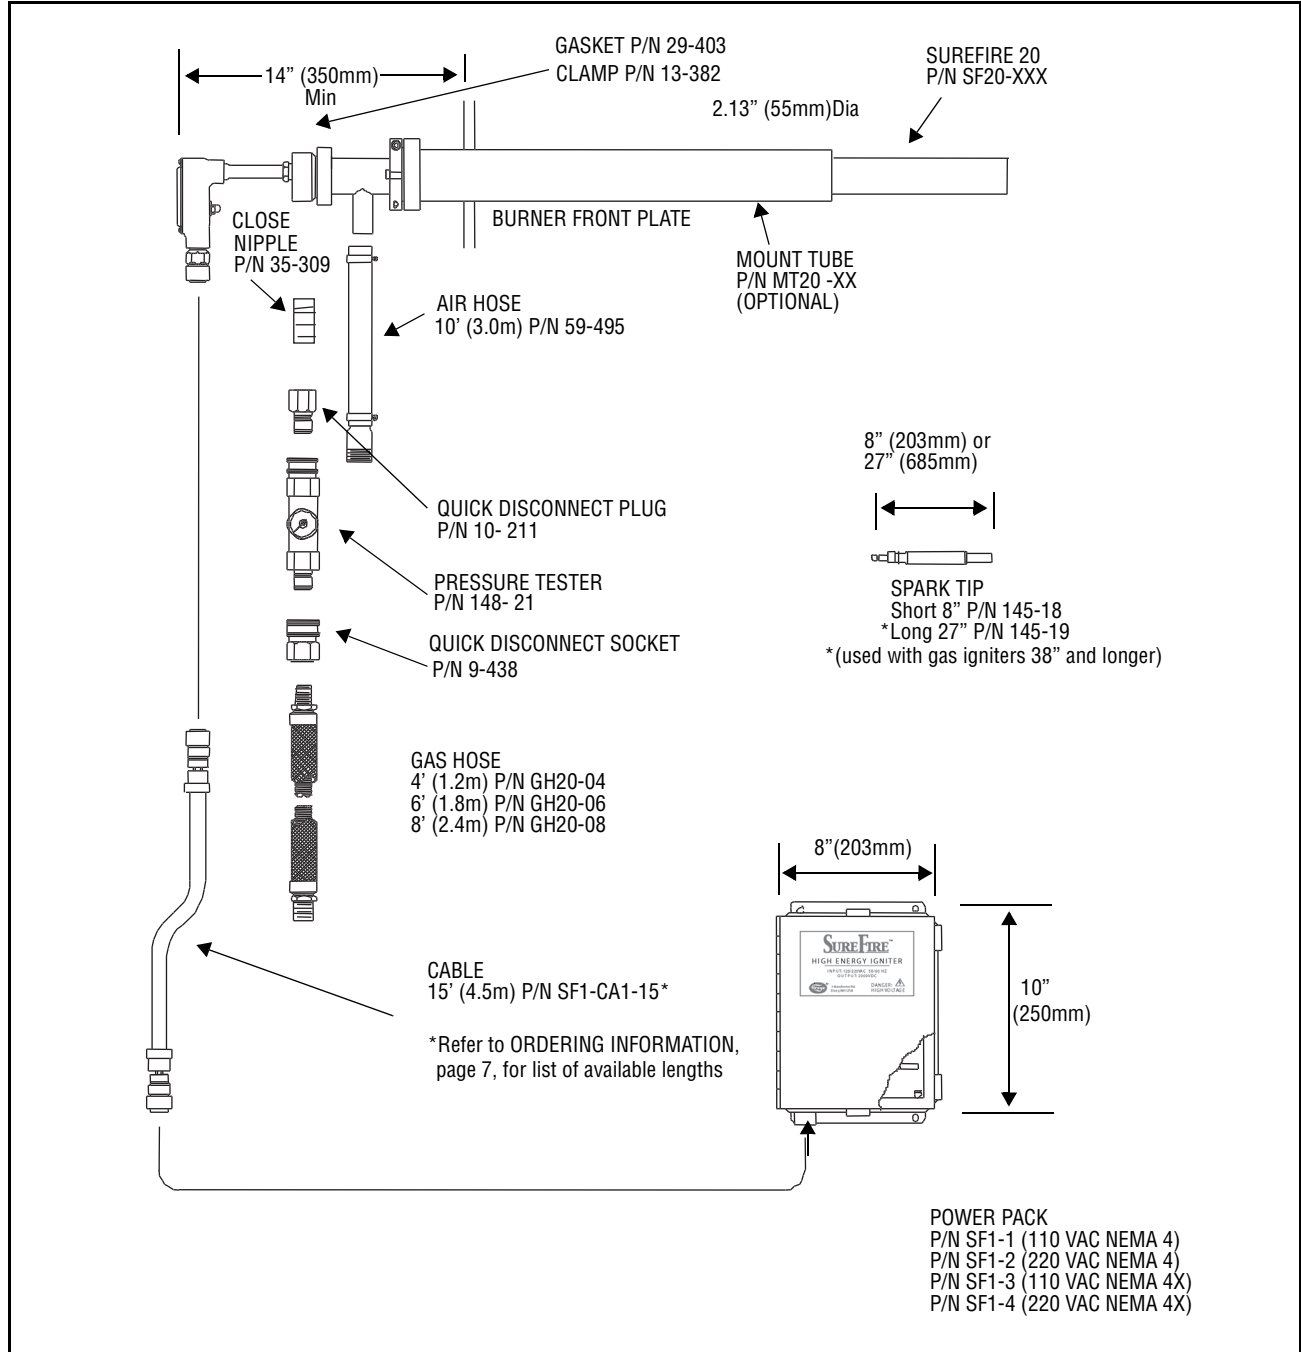 GASKET P/N 29-403
CLAMP P/N 13-382
14” (350mm)
Min
SUREFIRE 20
P/N SF20-XXX
2.13” (55mm)Dia
CLOSE
NIPPLE
P/N 35-309
BURNER FRONT PLATE
MOUNT TUBE
P/N MT20 -XX
(OPTIONAL)
AIR HOSE
10’ (3.0m) P/N 59-495
8” (203mm) or
27” (685mm)
QUICK DISCONNECT PLUG
P/N 10- 211
PRESSURE TESTER
P/N 148- 21
SPARK TIP
Short 8” P/N 145-18
*Long 27” P/N 145-19
*(used with gas igniters 38” and longer)
QUICK DISCONNECT SOCKET
P/N 9-438
GAS HOSE
4’ (1.2m) P/N GH20-04
6’ (1.8m) P/N GH20-06
8’ (2.4m) P/N GH20-08
8”(203mm)
SUREFIRE™
HIGH ENERGY IGNITER
DANGER:
HIGH VOLTAGE
10”
(250mm)
CABLE
15’ (4.5m) P/N SF1-CA1-15*
*Refer to ORDERING INFORMATION,
page 7, for list of available lengths
POWER PACK
P/N SF1-1 (110 VAC NEMA 4)
P/N SF1-2 (220 VAC NEMA 4)
P/N SF1-3 (110 VAC NEMA 4X)
P/N SF1-4 (220 VAC NEMA 4X)